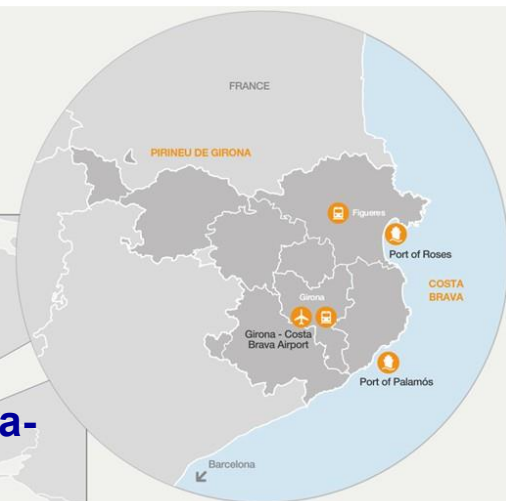 FRANCE
PIRINEU DE GIRONA
Figueres
Port of Roses
COSTA
BRAVA
Girona
Girona - Costa
Brava Airport
Port of Palamós
a-
Barcelona